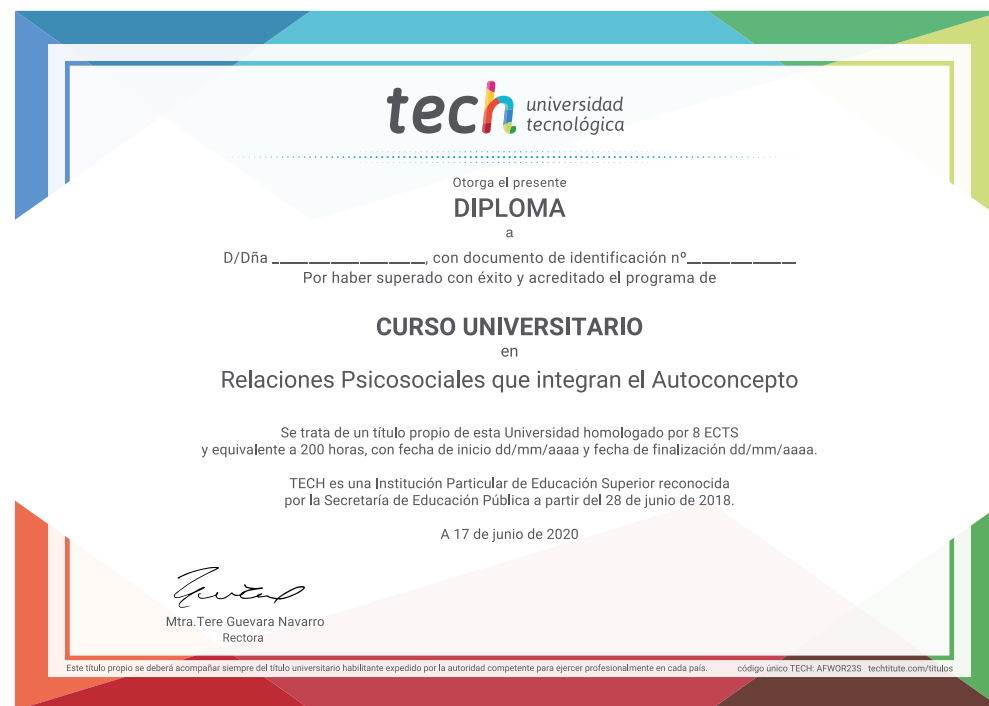 tech universidad
tecnológica
Otorga el presente
DIPLOMA
a
D/Dña _________________, con documento de identificación nº____________
Por haber superado con éxito y acreditado el programa de
CURSO UNIVERSITARIO
en
Relaciones Psicosociales que integran el Autoconcepto
Se trata de un título propio de esta Universidad homologado por 8 ECTS
y equivalente a 200 horas, con fecha de inicio dd/mm/aaaa y fecha de finalización dd/mm/aaaa.
TECH es una Institución Particular de Educación Superior reconocida
por la Secretaría de Educación Pública a partir del 28 de junio de 2018.
A 17 de junio de 2020
Mtra.Tere Guevara Navarro
Rectora
Este título propio se deberá acompañar siempre del título universitario habilitante expedido por la autoridad competente para ejercer profesionalmente en cada país. código único TECH: AFWOR23S techtitute.com/titulos